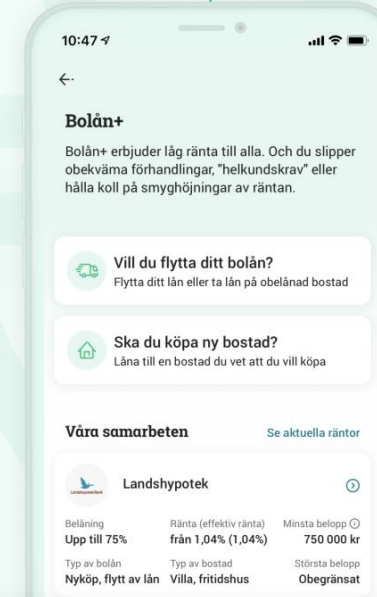 10:47
Bolån+
Bolån+ erbjuder låg ränta till alla. Och du slipper
obekväma förhandlingar, "helkundskrav" eller
hålla koll på smyghöjningar av räntan.
Vill du flytta ditt bolån?
Flytta ditt lån eller ta lån på obelånad bostad
Ska du köpa ny bostad?
Låna till en bostad du vet att du vill köpa
Våra samarbeten Se aktuella räntor
Landshypotek Bank
Landshypotek
Belåning Ränta (effektiv ränta) Minsta belopp
Upp till 75% från 1,04% (1,04%) 750 000 kr
Typ av bolån Typ av bostad Största belopp
Nyköp, flytt av lån Villa, fritidshus Obegränsat